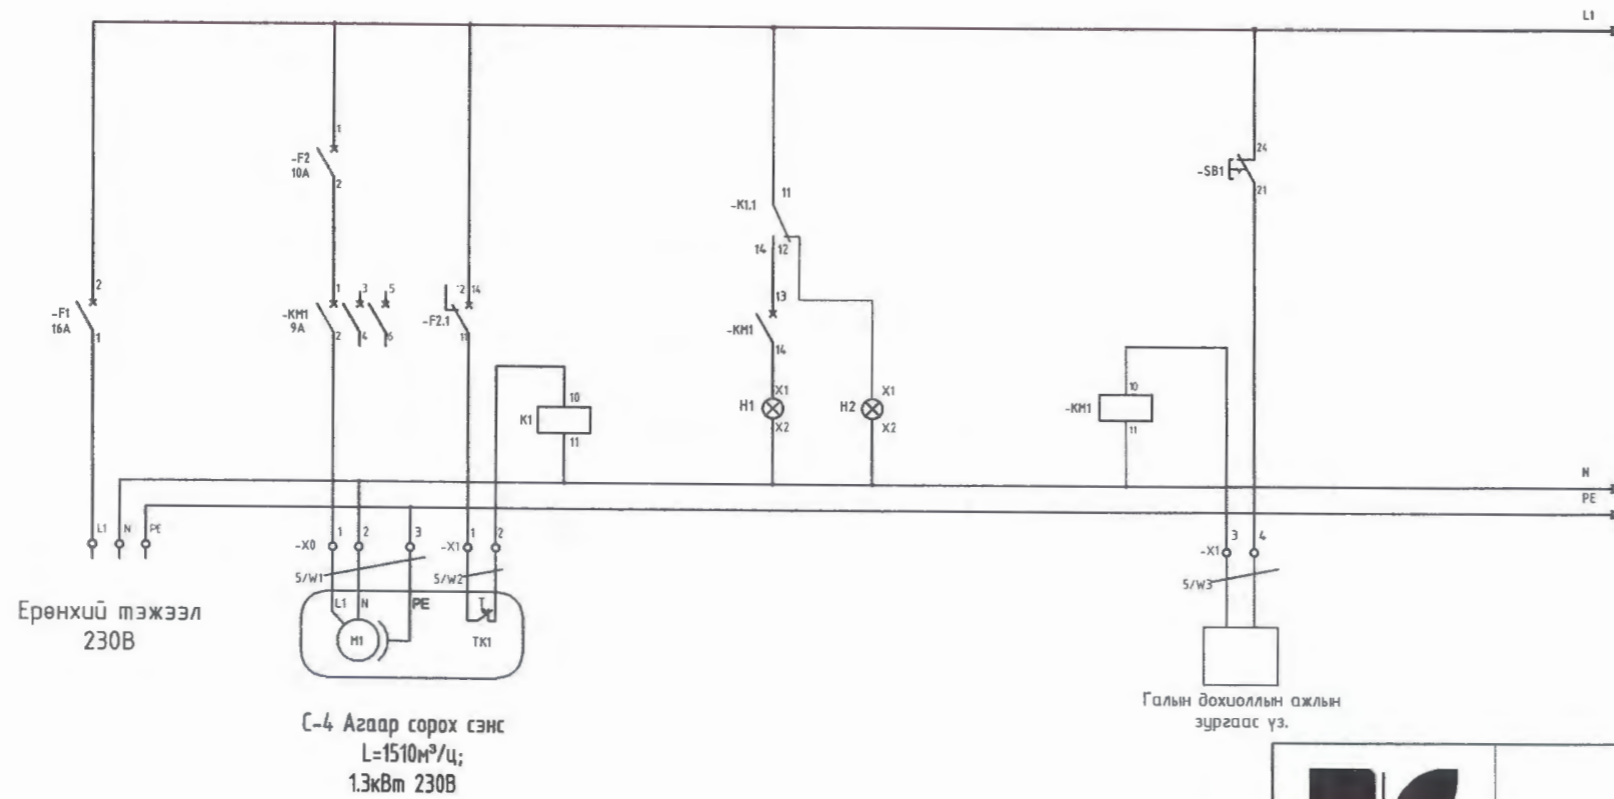 L1
1
-F2
10A
2
24
-SB1
21
11
-K1.1
14 12
2
-F1
16A
1
1 3 5
-KM1
9A
2 4 6
12 14
-F2.1
11
13
-KM1
14
10
K1
11
X1
H1
X2
X1
H2
X2
10
-KM1
11
N
PE
L1 N PE
-X0 1 2 3
-X1 1 2
-X1 3 4
5/W1
5/W2
5/W3
L1 N PE
M1
T
TK1
Ерөнхий тэжээл
230В
С-4 Агаар сорох сэнс
L=1510м³/ц;
1.3кВт 230В
Галын дохиоллын ажлын
зургаас үз.